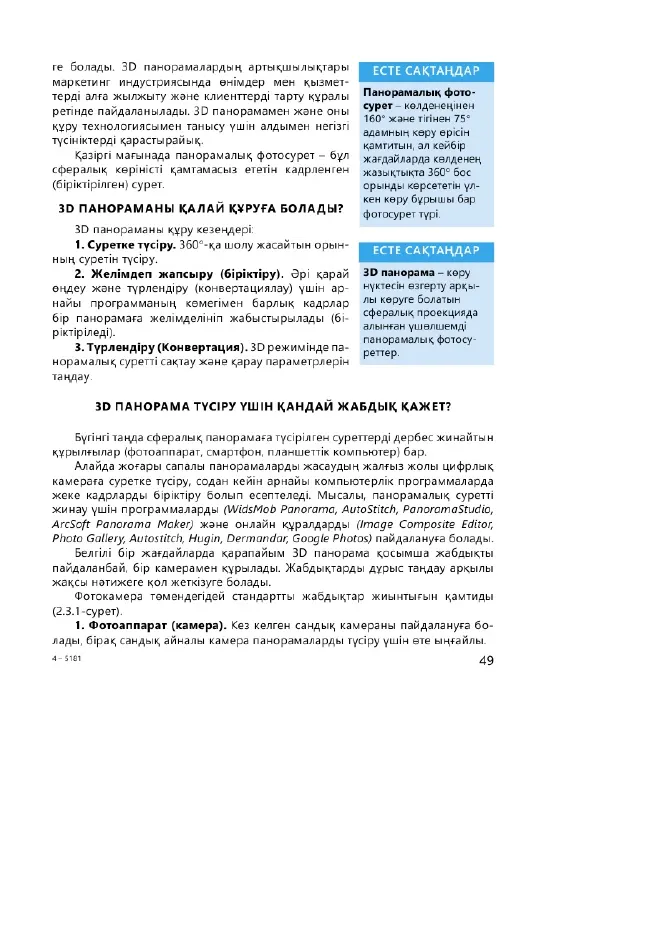 ге болады. 3D панорамалардың артықшылықтары
маркетинг индустриясында өнімдер мен қызмет-
терді алға жылжыту және клиенттерді тарту құралы
ретінде пайдаланылады. 3D панорамамен және оны
құру технологиясымен танысу үшін алдымен негізгі
түсініктерді қарастырайық.
Қазіргі мағынада панорамалық фотосурет – бұл
сфералық көріністі қамтамасыз ететін кадрленген
(біріктірілген) сурет.
3D ПАНОРАМАНЫ ҚАЛАЙ ҚҰРУҒА БОЛАДЫ?
3D панораманы құру кезеңдері:
1. Суретке түсіру. 360°-қа шолу жасайтын орын-
ның суретін түсіру.
2. Желімдеп жапсыру (біріктіру). Әрі қарай
өңдеу және түрлендіру (конвертациялау) үшін ар-
найы программаның көмегімен барлық кадрлар
бір панорамаға желімделініп жабыстырылады (бі-
ріктіріледі).
3. Түрлендіру (Конвертация). 3D режимінде па-
норамалық суретті сақтау және қарау параметрлерін
таңдау.
ЕСТЕ САҚТАҢДАР
Панорамалық фото-
сурет – көлденеңінен
160° және тігінен 75°
адамның көру өрісін
қамтитын, ал кейбір
жағдайларда көлденең
жазықтықта 360° бос
орынды көрсететін үл-
кен көру бұрышы бар
фотосурет түрі.
ЕСТЕ САҚТАҢДАР
3D панорама – көру
нүктесін өзгерту арқы-
лы көруге болатын
сфералық проекцияда
алынған үшөлшемді
панорамалық фотосу-
реттер.
3D ПАНОРАМА ТҮСІРУ ҮШІН ҚАНДАЙ ЖАБДЫҚ ҚАЖЕТ?
Бүгінгі таңда сфералық панорамаға түсірілген суреттерді дербес жинайтын
құрылғылар (фотоаппарат, смартфон, планшеттік компьютер) бар.
Алайда жоғары сапалы панорамаларды жасаудың жалғыз жолы цифрлық
камераға суретке түсіру, содан кейін арнайы компьютерлік программаларда
жеке кадрларды біріктіру болып есептеледі. Мысалы, панорамалық суретті
жинау үшін программаларды (WidsMob Panorama, AutoStitch, PanoramaStudio,
ArcSoft Panorama Maker) және онлайн құралдарды (Image Composite Editor,
Photo Gallery, Autostitch, Hugin, Dermandar, Google Photos) пайдалануға болады.
Белгілі бір жағдайларда қарапайым 3D панорама қосымша жабдықты
пайдаланбай, бір камерамен құрылады. Жабдықтарды дұрыс таңдау арқылы
жақсы нәтижеге қол жеткізуге болады.
Фотокамера төмендегідей стандартты жабдықтар жиынтығын қамтиды
(2.3.1-сурет).
1. Фотоаппарат (камера). Кез келген сандық камераны пайдалануға бо-
лады, бірақ сандық айналы камера панорамаларды түсіру үшін өте ыңғайлы.
4 – 5181
49